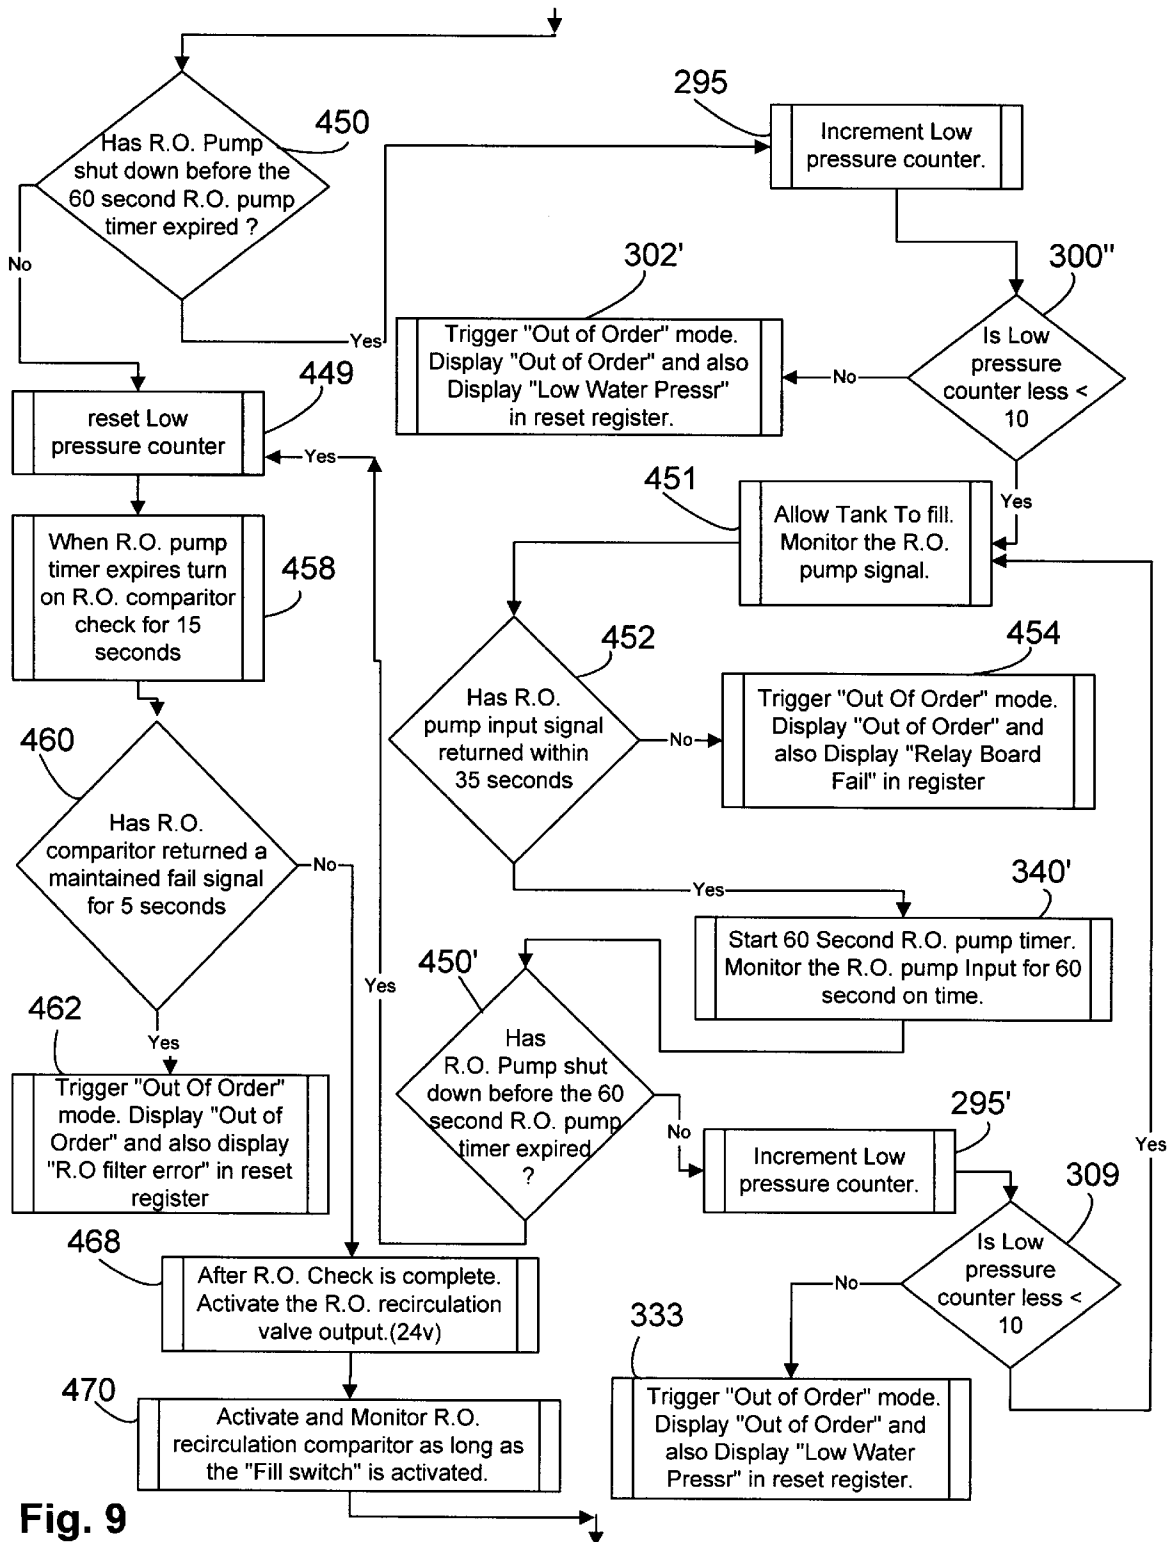 450
Has R.O. Pump
shut down before the
60 second R.O. pump
timer expired ?
No
Yes
295
Increment Low
pressure counter.
300"
Is Low
pressure
counter less <
10
No
Yes
302'
Trigger "Out of Order" mode.
Display "Out of Order" and also
Display "Low Water Pressr"
in reset register.
449
reset Low
pressure counter
Yes
458
When R.O. pump
timer expires turn
on R.O. comparitor
check for 15
seconds
451
Allow Tank To fill.
Monitor the R.O.
pump signal.
452
Has R.O.
pump input signal
returned within
35 seconds
No
Yes
454
Trigger "Out Of Order" mode.
Display "Out of Order" and
also Display "Relay Board
Fail" in register
460
Has R.O.
comparitor returned a
maintained fail signal
for 5 seconds
No
Yes
340'
Start 60 Second R.O. pump timer.
Monitor the R.O. pump Input for 60
second on time.
450'
Has
R.O. Pump shut
down before the 60
second R.O. pump
timer expired
?
Yes
No
462
Trigger "Out Of Order"
mode. Display "Out of
Order" and also display
"R.O filter error" in reset
register
295'
Increment Low
pressure counter.
309
Is Low
pressure
counter less <
10
No
Yes
468
After R.O. Check is complete.
Activate the R.O. recirculation
valve output.(24v)
333
Trigger "Out of Order" mode.
Display "Out of Order" and
also Display "Low Water
Pressr" in reset register.
470
Activate and Monitor R.O.
recirculation comparitor as long as
the "Fill switch" is activated.
Fig. 9